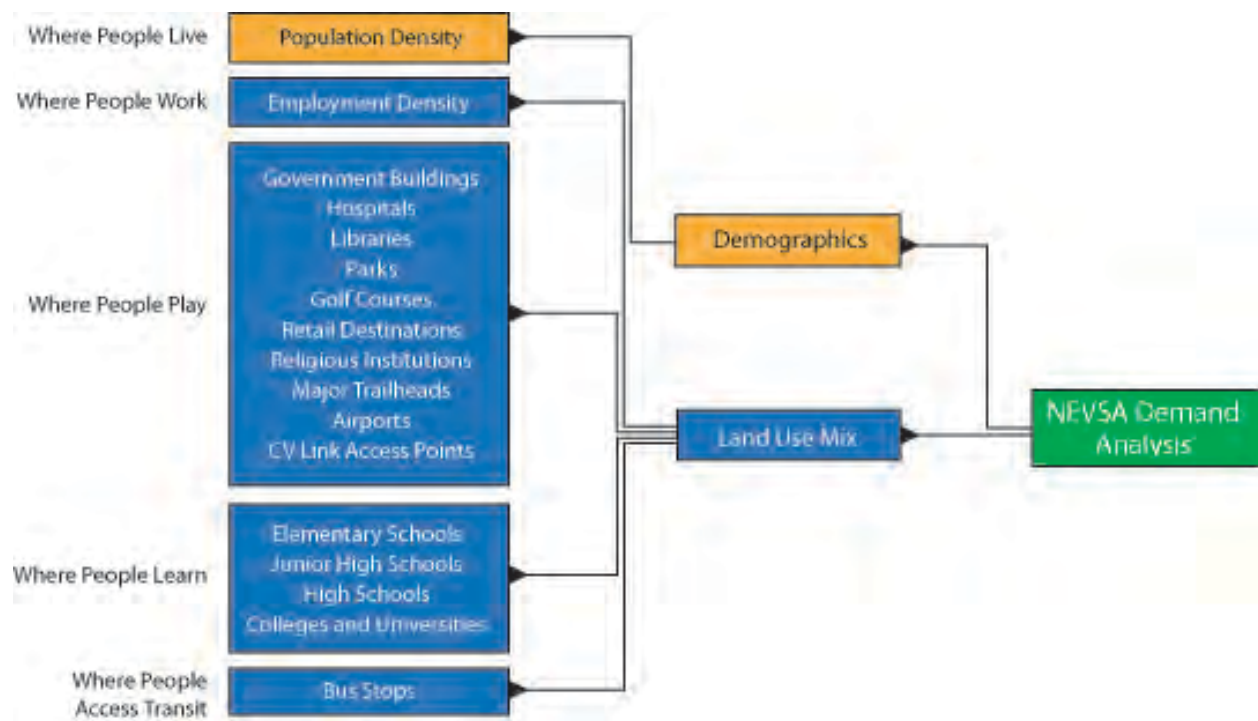 Where People Live
Population Density
Where People Work
Employment Density
Where People Play
Government Buildings
Hospitals
Libraries
Parks
Golf Courses
Retail Destinations
Religious Institutions
Major Trailheads
Airports
CV Link Access Points
Where People Learn
Elementary Schools
Junior High Schools
High Schools
Colleges and Universities
Where People
Access Transit
Bus Stops
Demographics
Land Use Mix
NEVSA Demand
Analysis